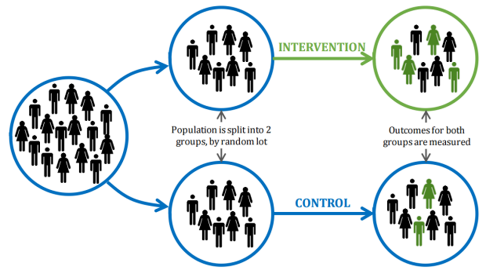 INTERVENTION
Population is split into 2
groups, by random lot
Outcomes for both
groups are measured
CONTROL